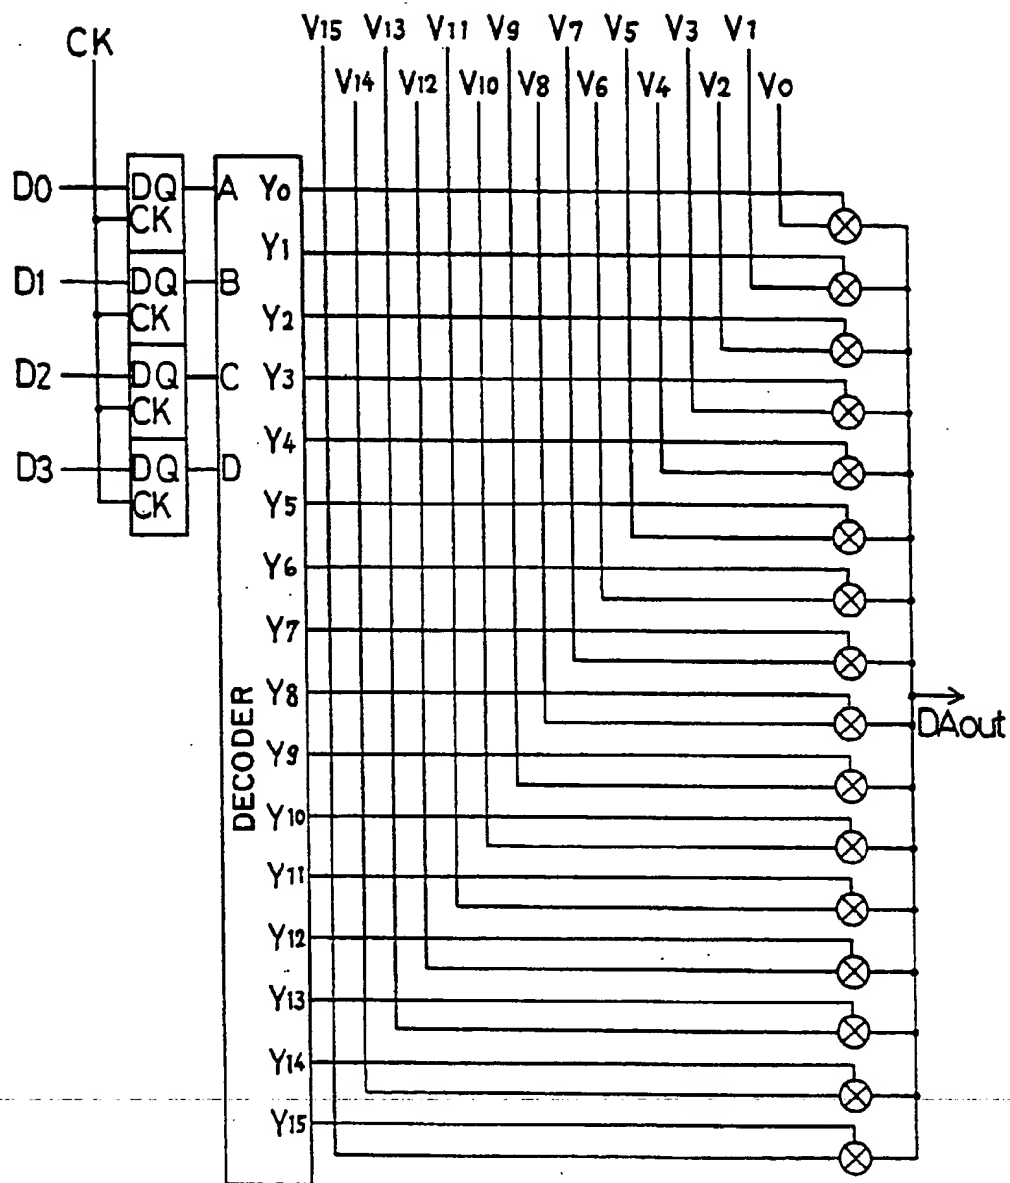 CK
V15 V13 V11 V9 V7 V5 V3 V1
V14 V12 V10 V8 V6 V4 V2 V0
D0 DQ A Y0
CK
Y1
D1 DQ B
CK
Y2
D2 DQ C Y3
CK
Y4
D3 DQ D
CK
Y5
Y6
Y7
Y8
DAout
DECODER
Y9
Y10
Y11
Y12
Y13
Y14
Y15